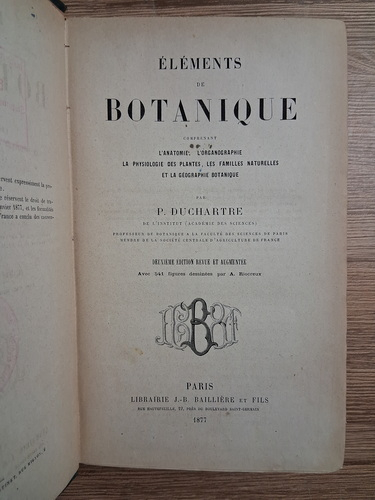 ÉLÉMENTS
DE
BOTANIQUE
COMPRENANT
L'ANATOMIE, L'ORGANOGRAPHIE
LA PHYSIOLOGIE DES PLANTES, LES FAMILLES NATURELLES
ET LA GÉOGRAPHIE BOTANIQUE
PAR
P. DUCHARTRE
DE L'INSTITUT (ACADÉMIE DES SCIENCES)
PROFESSEUR DE BOTANIQUE A LA FACULTÉ DES SCIENCES DE PARIS
MEMBRE DE LA SOCIÉTÉ CENTRALE D'AGRICULTURE DE FRANCE
DEUXIÈME ÉDITION REVUE ET AUGMENTÉE
Avec 541 figures dessinées par A. Riocreux
PARIS
LIBRAIRIE J.-B. BAILLIÈRE ET FILS
RUE HAUTEFEUILLE, 19, PRÈS DU BOULEVARD SAINT-GERMAIN
1877